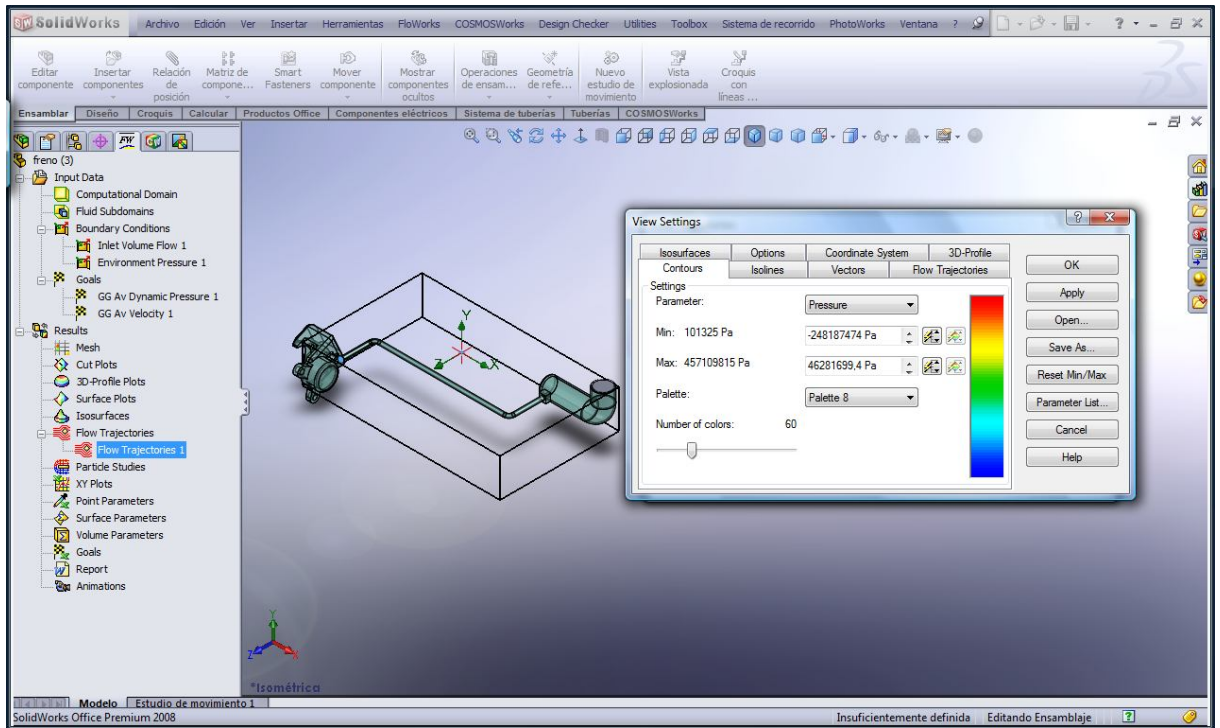 SolidWorks Archivo Edición Ver Insertar Herramientas FloWorks COSMOSWorks Design Checker Utilities Toolbox Sistema de recorrido PhotoWorks Ventana ?
Editar componente
Insertar componentes
Relación de posición
Matriz de compone...
Smart Fasteners
Mover componente
Mostrar componentes ocultos
Operaciones de ensam...
Geometría de refe...
Nuevo estudio de movimiento
Vista explosionada
Croquis con líneas ...
Ensamblar Diseño Croquis Calcular Productos Office Componentes eléctricos Sistema de tuberías Tuberías COSMOSWorks
freno (3)
Input Data
Computational Domain
Fluid Subdomains
Boundary Conditions
Inlet Volume Flow 1
Environment Pressure 1
Goals
GG Av Dynamic Pressure 1
GG Av Velocity 1
Results
Mesh
Cut Plots
3D-Profile Plots
Surface Plots
Isosurfaces
Flow Trajectories
Flow Trajectories 1
Particle Studies
XY Plots
Point Parameters
Surface Parameters
Volume Parameters
Goals
Report
Animations
Y
Z X
View Settings
Isosurfaces Options Coordinate System 3D-Profile
Contours Isolines Vectors Flow Trajectories
Settings
Parameter: Pressure
Min: 101325 Pa -248187474 Pa
Max: 457109815 Pa 46281699,4 Pa
Palette: Palette 8
Number of colors: 60
OK
Apply
Open...
Save As...
Reset Min/Max
Parameter List...
Cancel
Help
Y
Z X
*Isométrica
Modelo Estudio de movimiento 1
SolidWorks Office Premium 2008 Insuficientemente definida Editando Ensamblaje ?